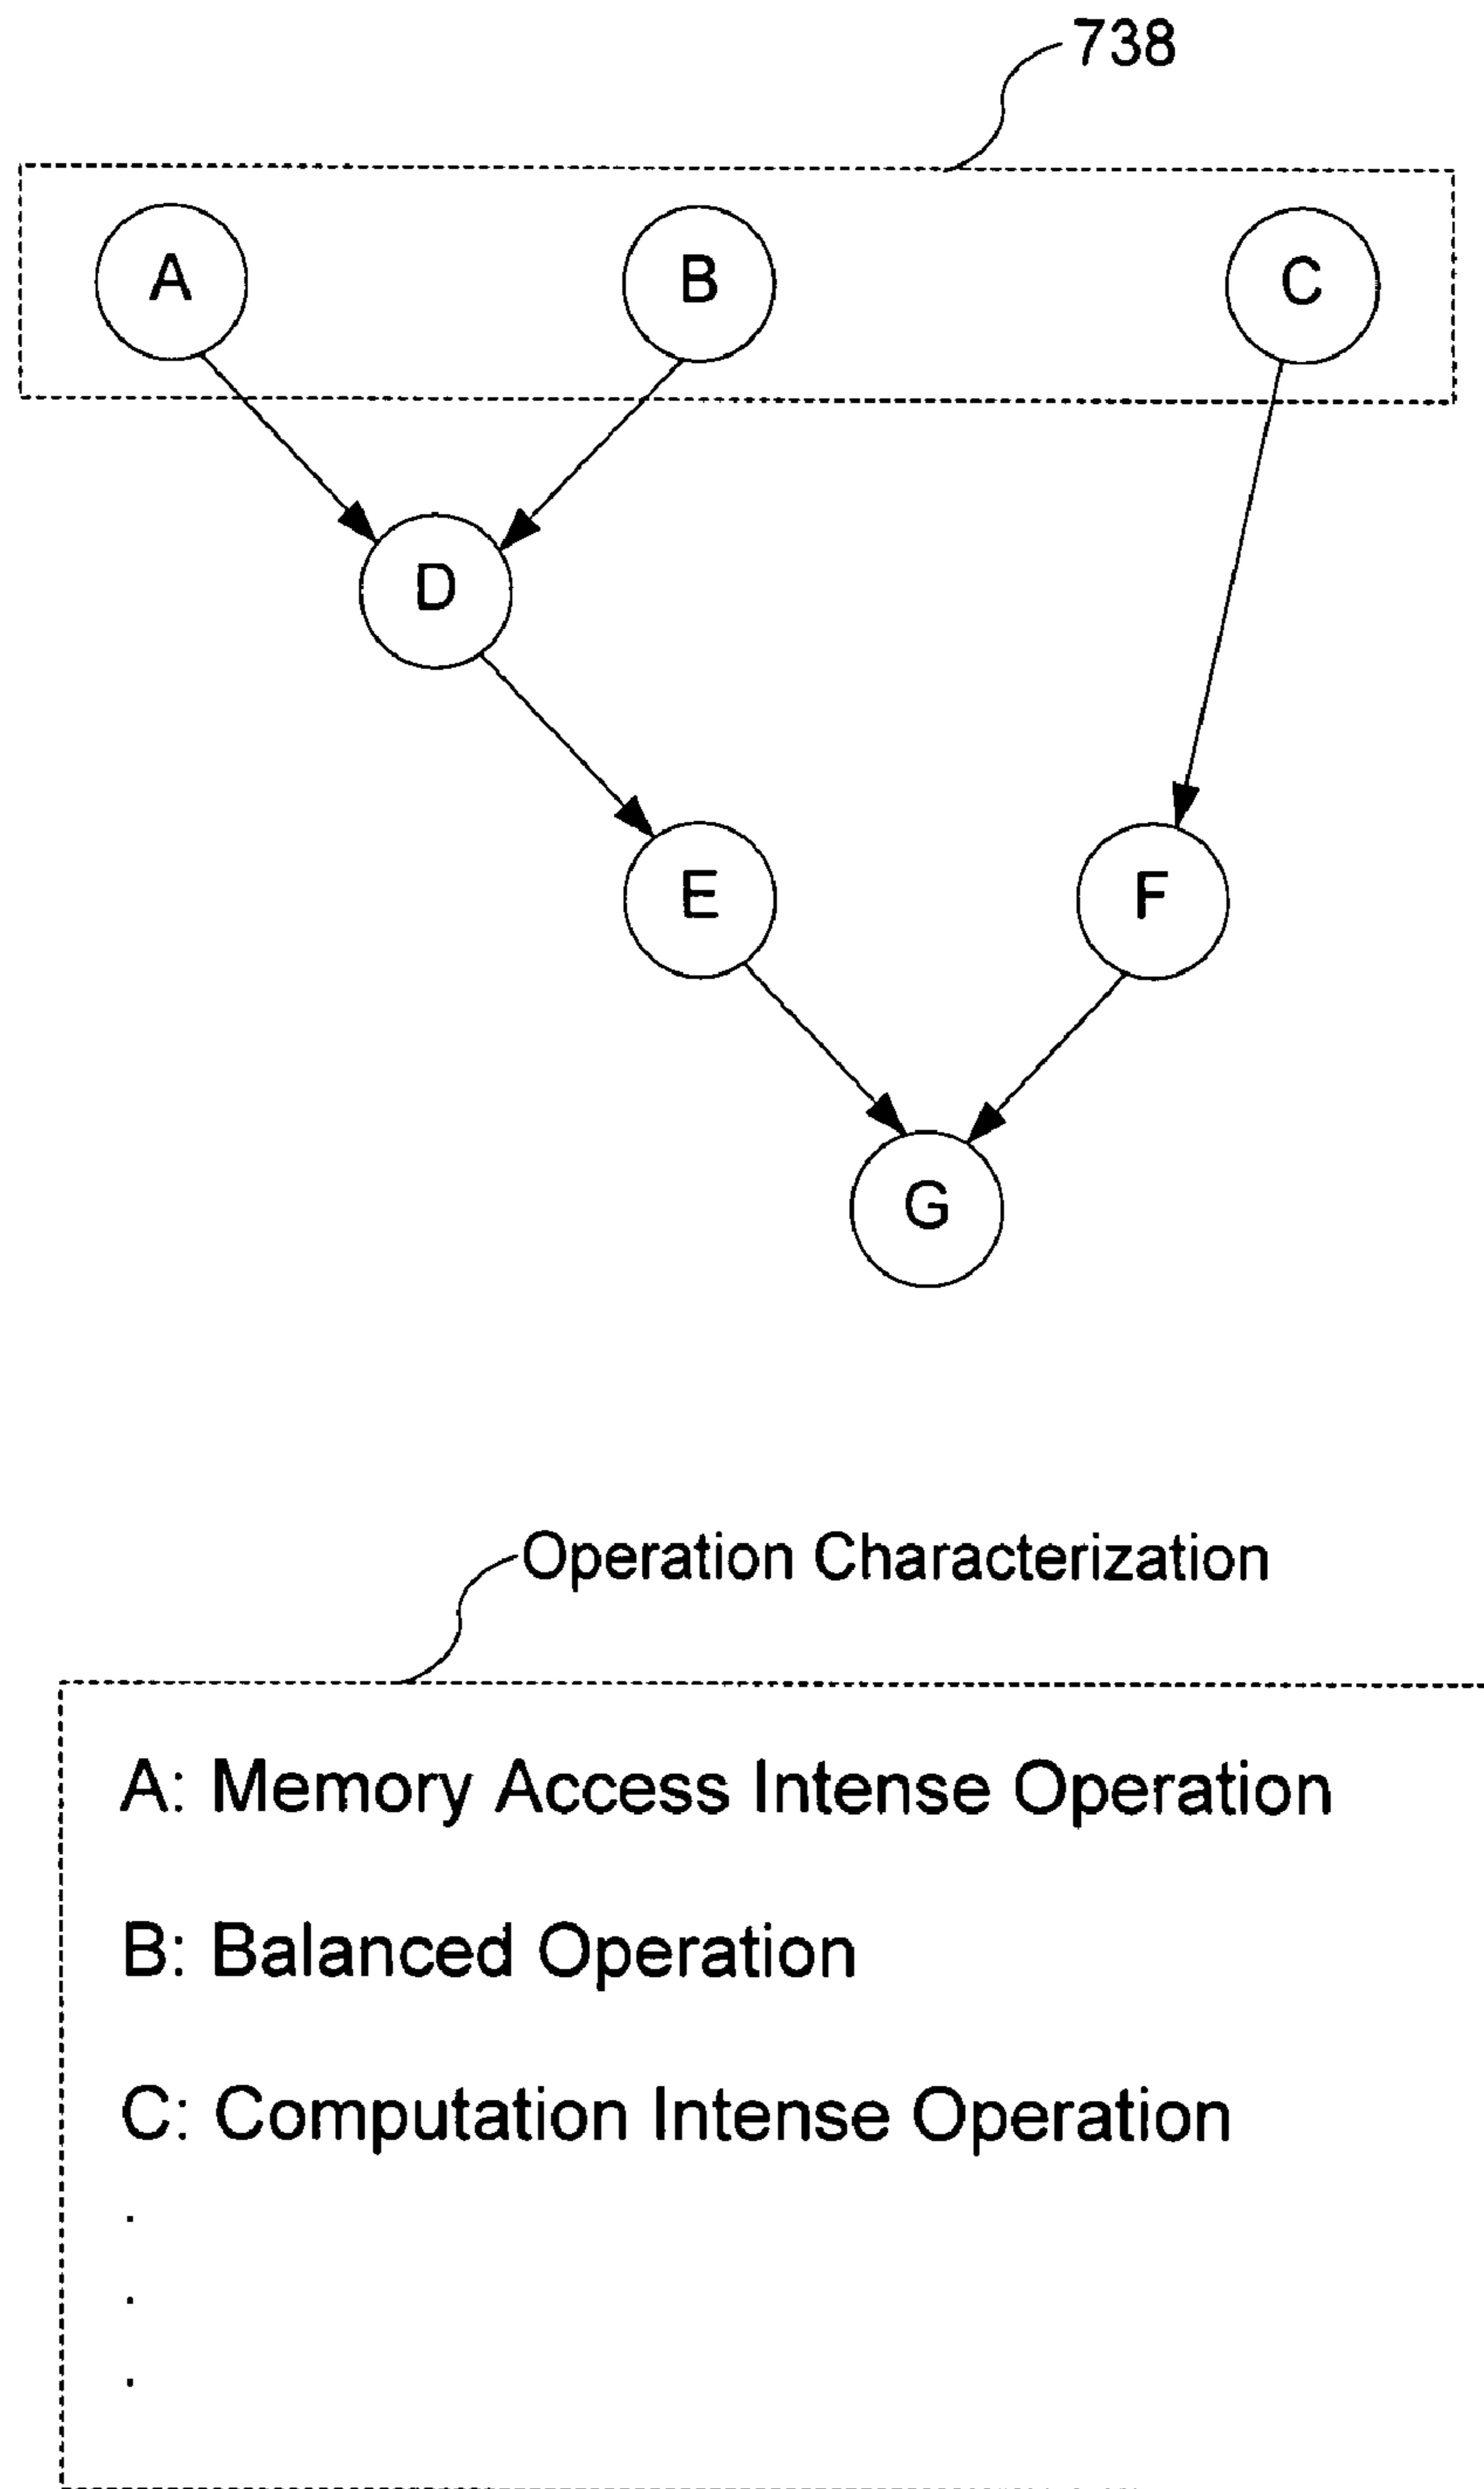 738
A
B
C
D
E
F
G
Operation Characterization
A: Memory Access Intense Operation
B: Balanced Operation
C: Computation Intense Operation
.
.
.